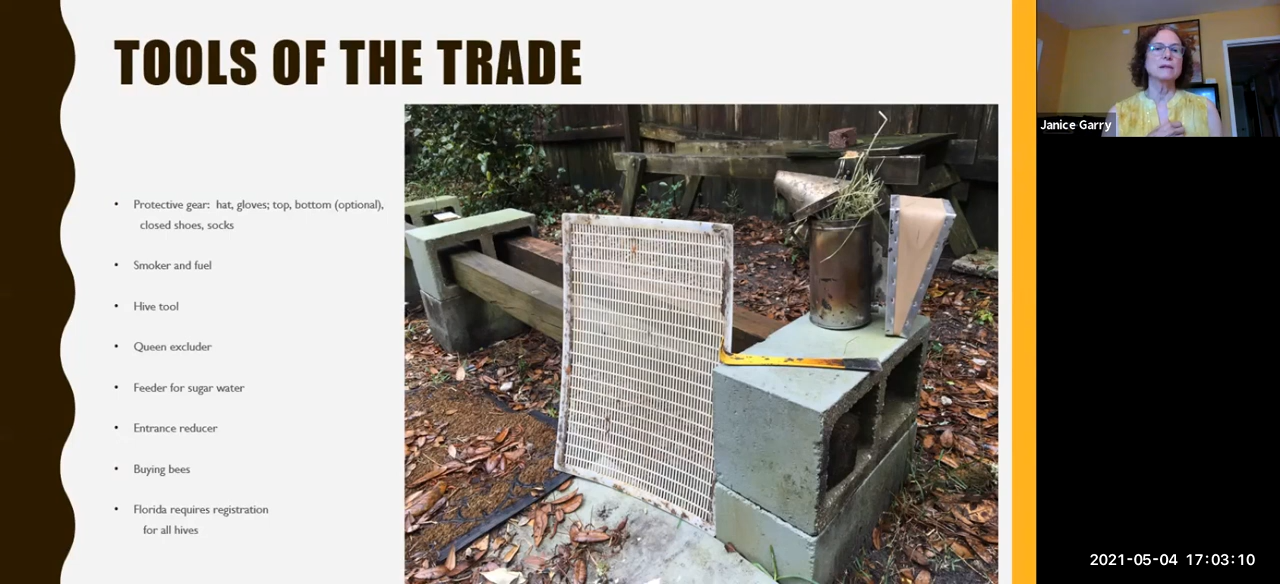 TOOLS OF THE TRADE
• Protective gear: hat, gloves; top, bottom (optional),
closed shoes, socks
• Smoker and fuel
• Hive tool
• Queen excluder
• Feeder for sugar water
• Entrance reducer
• Buying bees
• Florida requires registration
for all hives
Janice Garry
2021-05-04 17:03:10